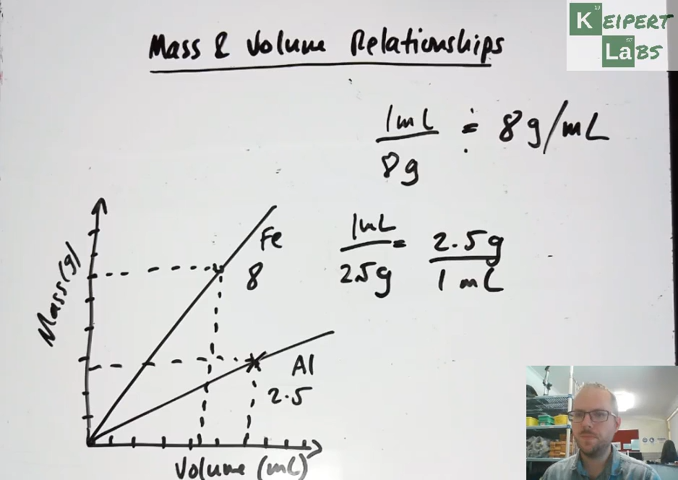 Mass & Volume Relationships
KEIPERT
LaBS
1mL
8g
= 8g/mL
1mL
2.5g
=
2.5g
1mL
Mass(g)
Fe
8
Al
2.5
Volume (mL)